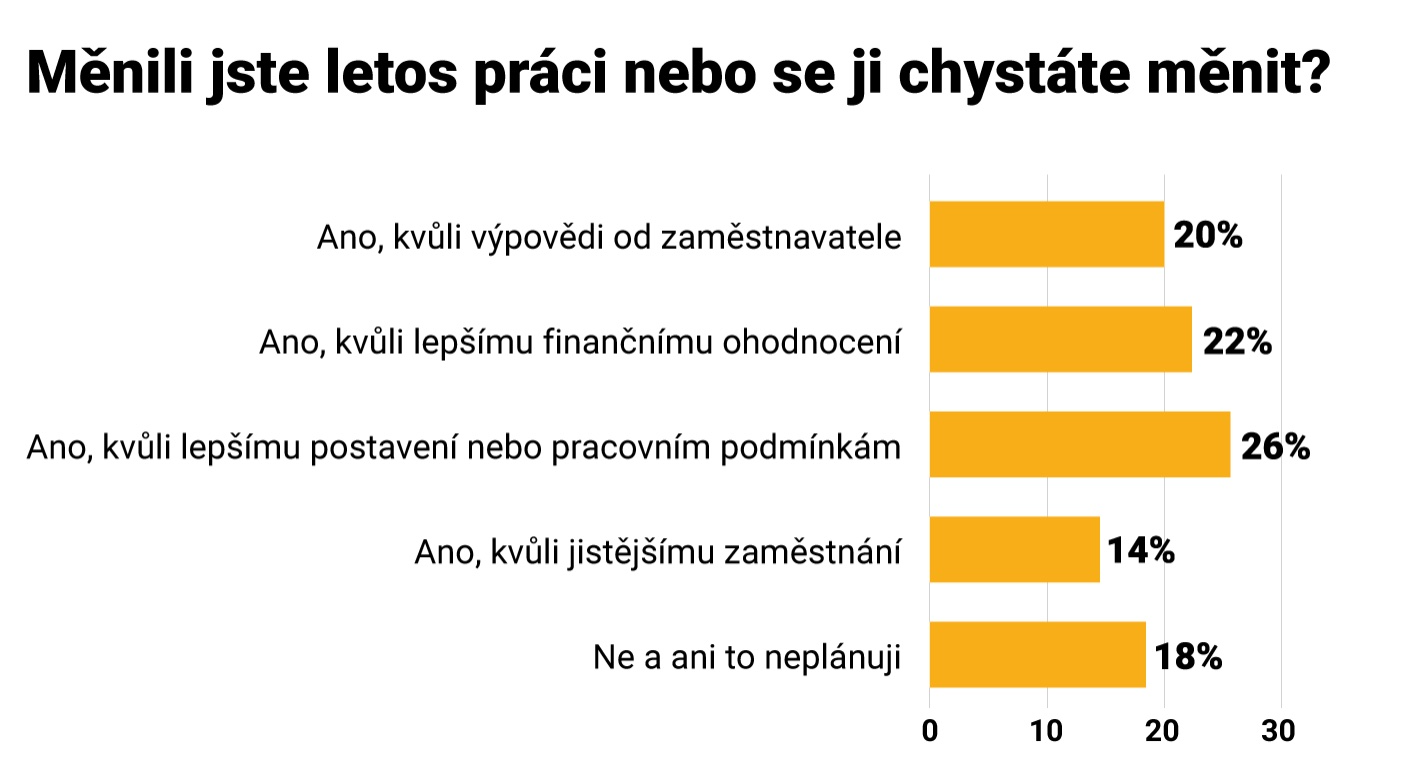 Měnili jste letos práci nebo se ji chystáte měnit?
Ano, kvůli výpovědi od zaměstnavatele 20%
Ano, kvůli lepšímu finančnímu ohodnocení 22%
Ano, kvůli lepšímu postavení nebo pracovním podmínkám 26%
Ano, kvůli jistějšímu zaměstnání 14%
Ne a ani to neplánuji 18%
0 10 20 30